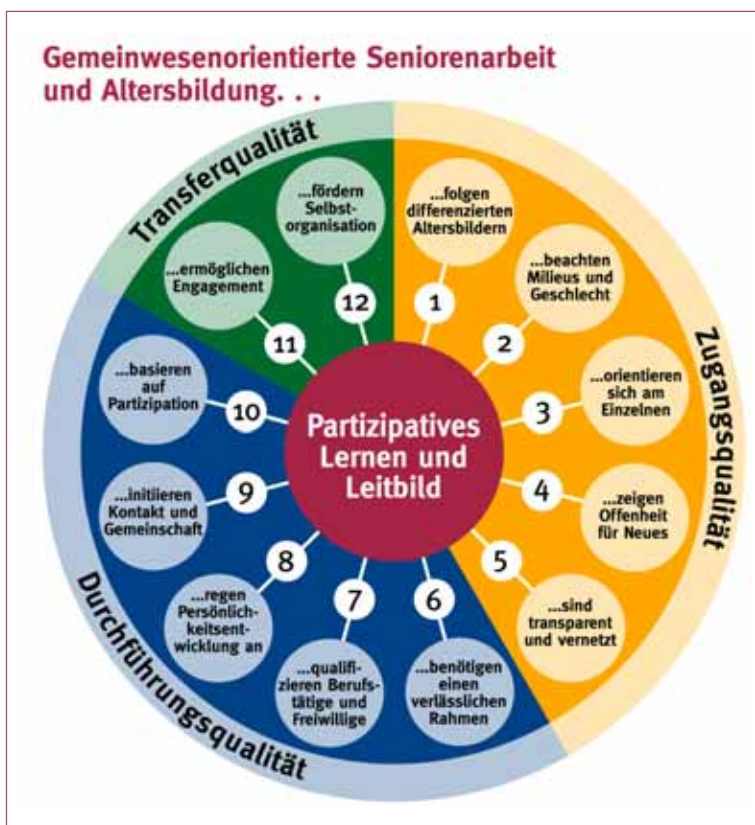 Gemeinwesenorientierte Seniorenarbeit
und Altersbildung. . .
Zugangsqualität
1
...folgen
differenzierten
Altersbildern
2
...beachten
Milieus und
Geschlecht
3
...orientieren
sich am
Einzelnen
4
...zeigen
Offenheit
für Neues
5
...sind
transparent
und vernetzt
Durchführungsqualität
6
...benötigen
einen
verlässlichen
Rahmen
7
...qualifi-
zieren Berufs-
tätige und
Freiwillige
8
...regen
Persönlich-
keitsent-
wicklung an
9
...initiieren
Kontakt und
Gemeinschaft
10
...basieren
auf
Partizipation
Transferqualität
11
...ermöglichen
Engagement
12
...fördern
Selbst-
organisation
Partizipatives
Lernen und
Leitbild